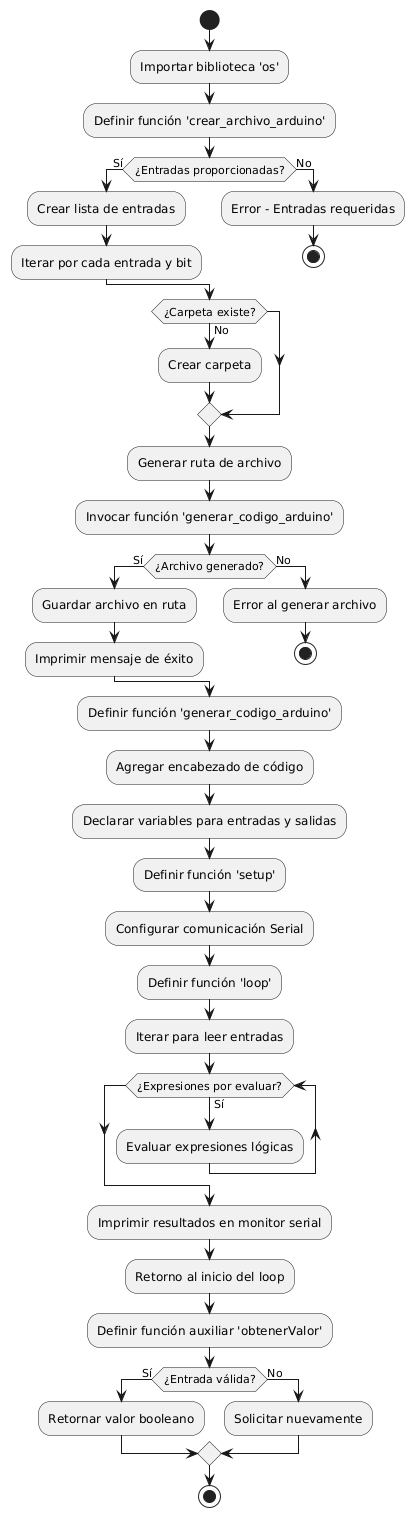 Importar biblioteca 'os'
Definir función 'crear_archivo_arduino'
Sí
¿Entradas proporcionadas?
No
Crear lista de entradas
Error - Entradas requeridas
Iterar por cada entrada y bit
¿Carpeta existe?
No
Crear carpeta
Generar ruta de archivo
Invocar función 'generar_codigo_arduino'
Sí
¿Archivo generado?
No
Guardar archivo en ruta
Error al generar archivo
Imprimir mensaje de éxito
Definir función 'generar_codigo_arduino'
Agregar encabezado de código
Declarar variables para entradas y salidas
Definir función 'setup'
Configurar comunicación Serial
Definir función 'loop'
Iterar para leer entradas
¿Expresiones por evaluar?
Sí
Evaluar expresiones lógicas
Imprimir resultados en monitor serial
Retorno al inicio del loop
Definir función auxiliar 'obtenerValor'
Sí
¿Entrada válida?
No
Retornar valor booleano
Solicitar nuevamente